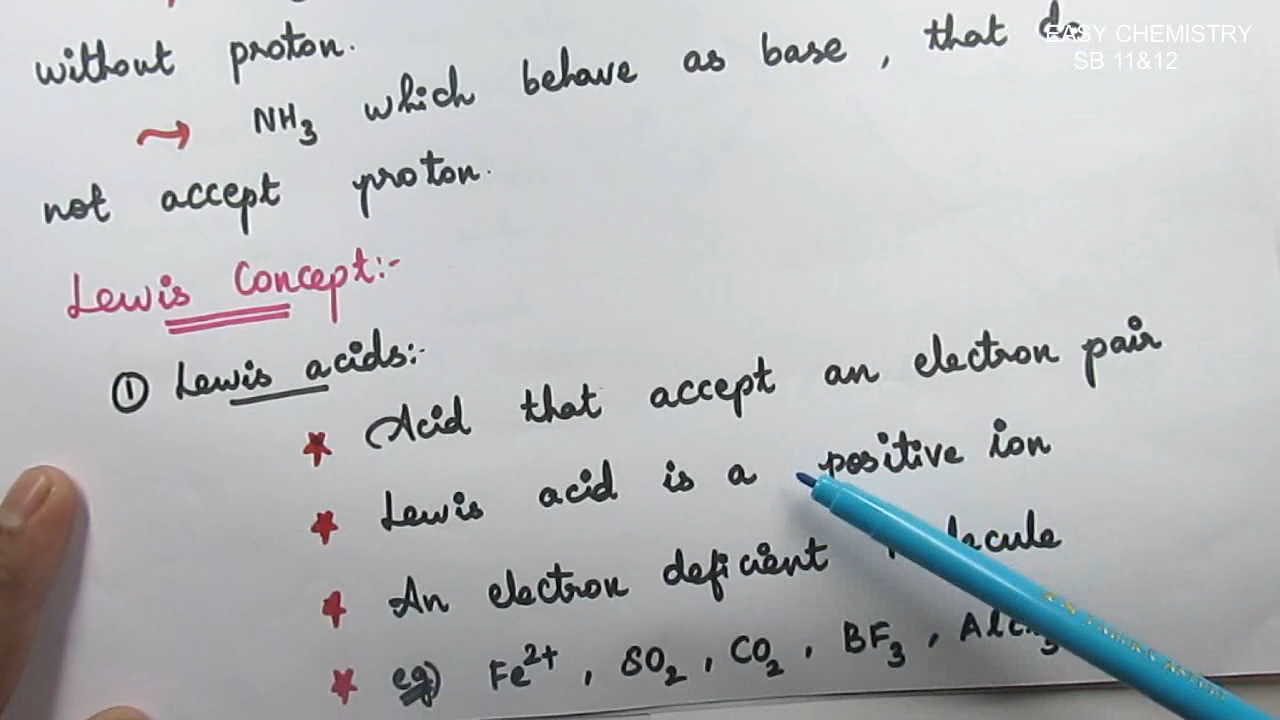 EASY CHEMISTRY
SB 11&12
without proton.
→ NH₃ which behave as base, that do
not accept proton.
Lewis Concept:-
① Lewis acids:-
★ Acid that accept an electron pair
★ Lewis acid is a positive ion
★ An electron deficient
★ eg) Fe²⁺, SO₂, CO₂, BF₃,